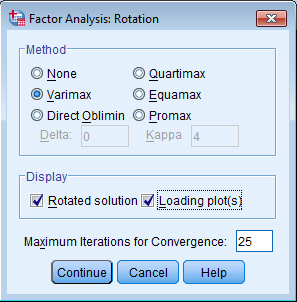 Factor Analysis: Rotation
Method
None Quartimax
Varimax Equamax
Direct Oblimin Promax
Delta: 0 Kappa 4
Display
Rotated solution Loading plot(s)
Maximum Iterations for Convergence: 25
Continue Cancel Help